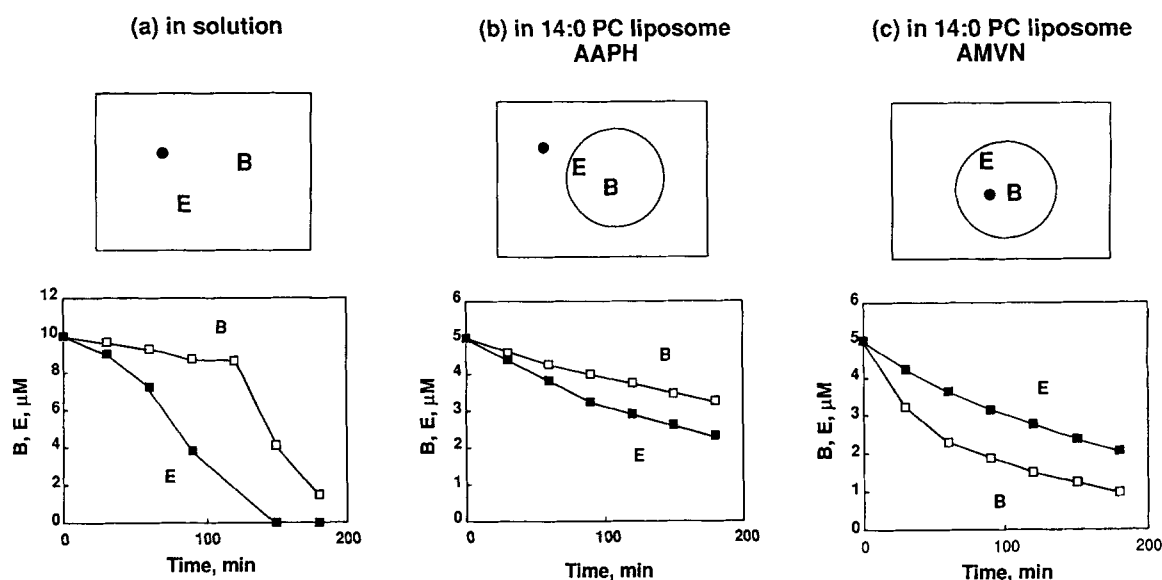 (a) in solution
(b) in 14:0 PC liposome
AAPH
(c) in 14:0 PC liposome
AMVN
B
E
E
B
E
B
12
10
8
6
4
2
0
B, E, μM
B
E
0
100
200
Time, min
6
5
4
3
2
1
0
B, E, μM
B
E
0
100
200
Time, min
6
5
4
3
2
1
0
B, E, μM
E
B
0
100
200
Time, min